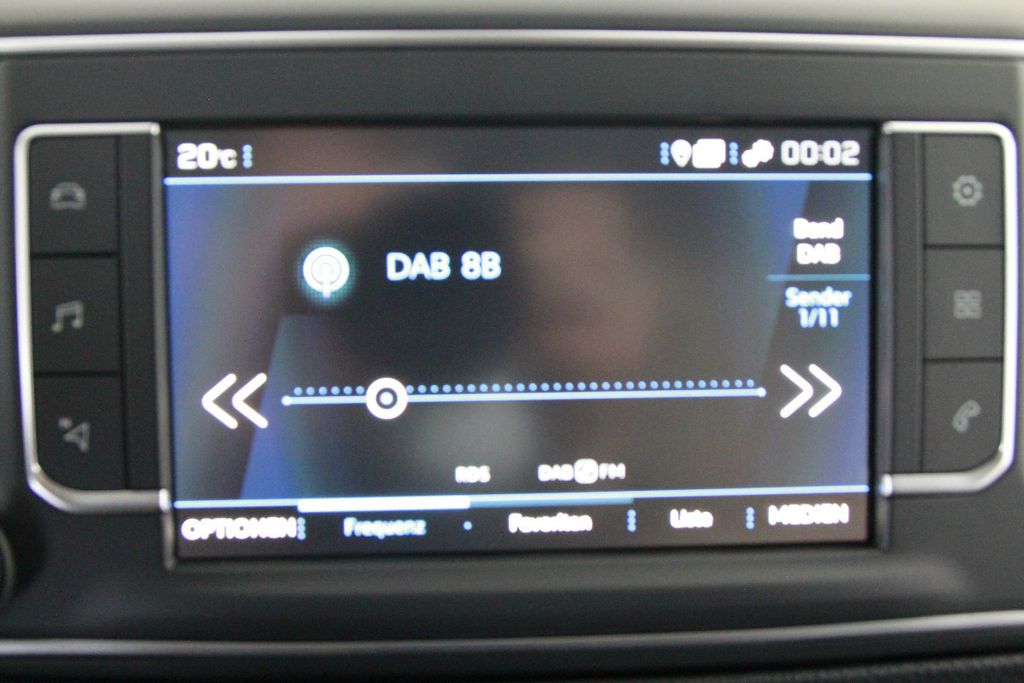 20°C
00:02
DAB 8B
Band
DAB
Sender
1/11
RDS
DAB FM
OPTIONEN Frequenz Favoriten Liste MEDIEN